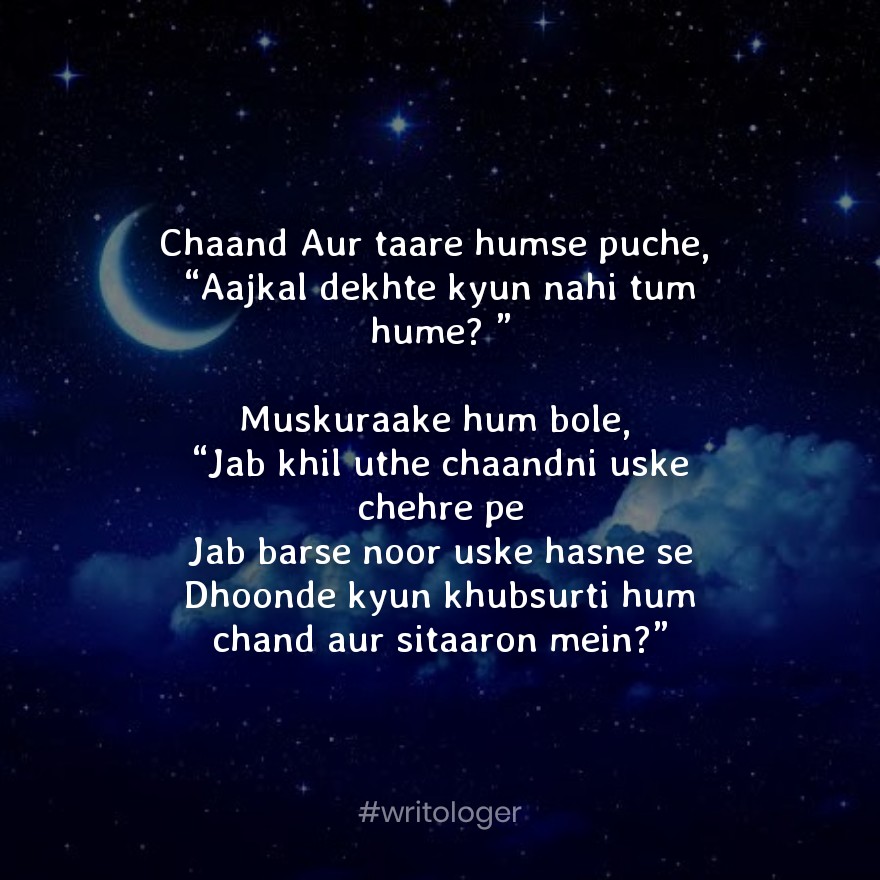 Chaand Aur taare humse puche,
“Aajkal dekhte kyun nahi tum
hume? ”
Muskuraake hum bole,
“Jab khil uthe chaandni uske
chehre pe
Jab barse noor uske hasne se
Dhoonde kyun khubsurti hum
chand aur sitaaron mein?”
#writologer